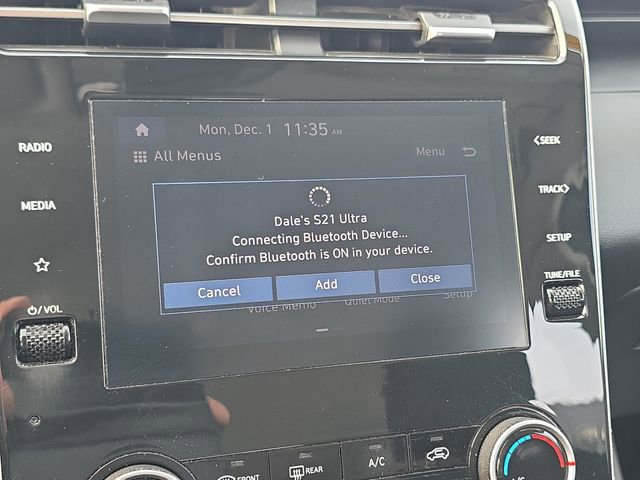 Mon, Dec. 1 11:35 AM
All Menus
Menu
Dale's S21 Ultra
Connecting Bluetooth Device...
Confirm Bluetooth is ON in your device.
Cancel Add Close
Voice Memo Quiet Mode Setup
RADIO
MEDIA
VOL
<SEEK
TRACK>
SETUP
TUNE/FILE
FRONT
REAR
A/C